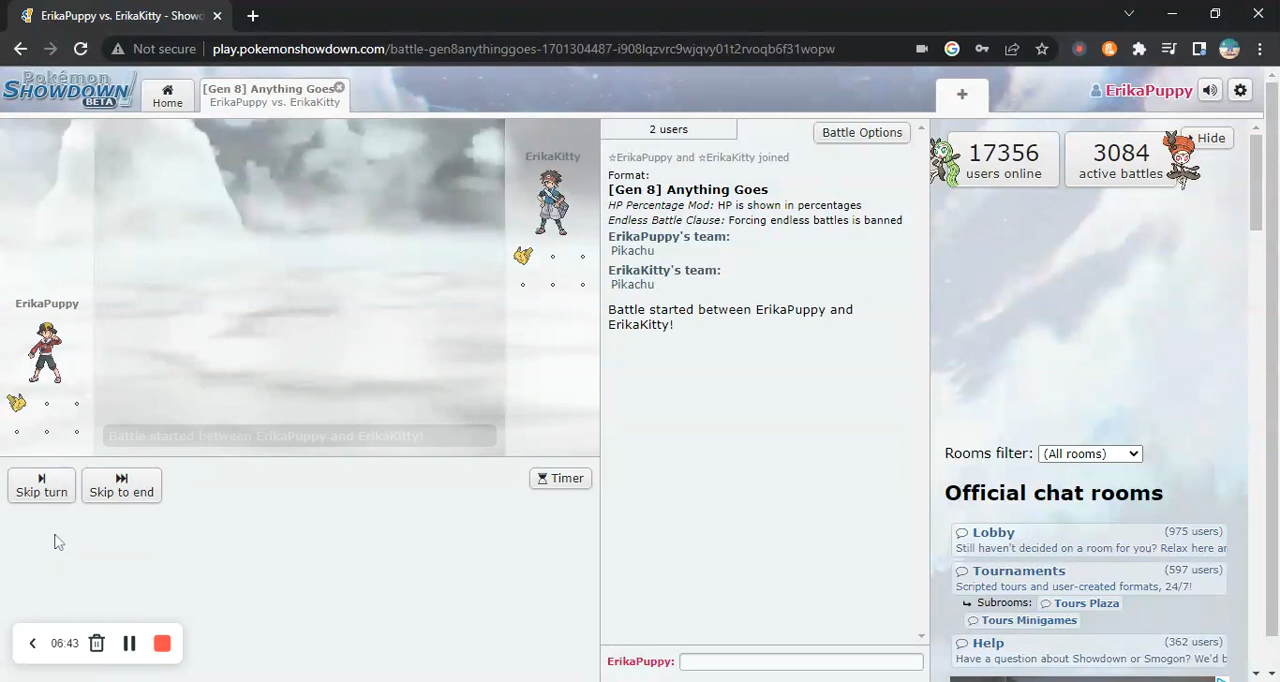 ErikaPuppy vs. ErikaKitty - Showd
Not secure
play.pokemonshowdown.com/battle-gen8anythinggoes-1701304487-i908lqzvrc9wjqvy01t2rvoqb6f31wopw
Pokémon
SHOWDOWN
BETA
Home
[Gen 8] Anything Goes
ErikaPuppy vs. ErikaKitty
+
ErikaPuppy
ErikaKitty
ErikaPuppy
Battle started between ErikaPuppy and ErikaKitty!
Skip turn
Skip to end
Timer
06:43
2 users
Battle Options
☆ErikaPuppy and ☆ErikaKitty joined
Format:
[Gen 8] Anything Goes
HP Percentage Mod: HP is shown in percentages
Endless Battle Clause: Forcing endless battles is banned
ErikaPuppy's team:
Pikachu
ErikaKitty's team:
Pikachu
Battle started between ErikaPuppy and
ErikaKitty!
ErikaPuppy:
17356
users online
3084
active battles
Hide
Rooms filter: (All rooms)
Official chat rooms
Lobby (975 users)
Still haven't decided on a room for you? Relax here ar
Tournaments (597 users)
Scripted tours and user-created formats, 24/7!
Subrooms: Tours Plaza
Tours Minigames
Help (362 users)
Have a question about Showdown or Smogon? We'd b